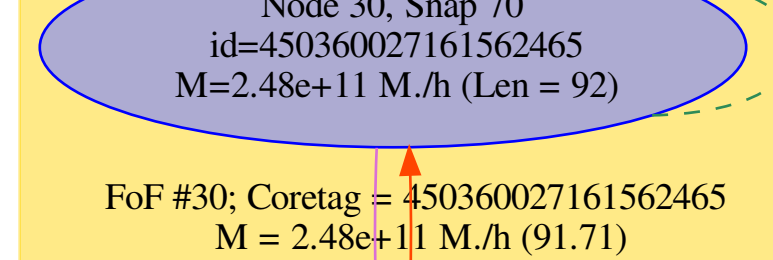 Node 30, Snap 70
id=450360027161562465
M=2.48e+11 M./h (Len = 92)
FoF #30; Coretag = 450360027161562465
M = 2.48e+11 M./h (91.71)